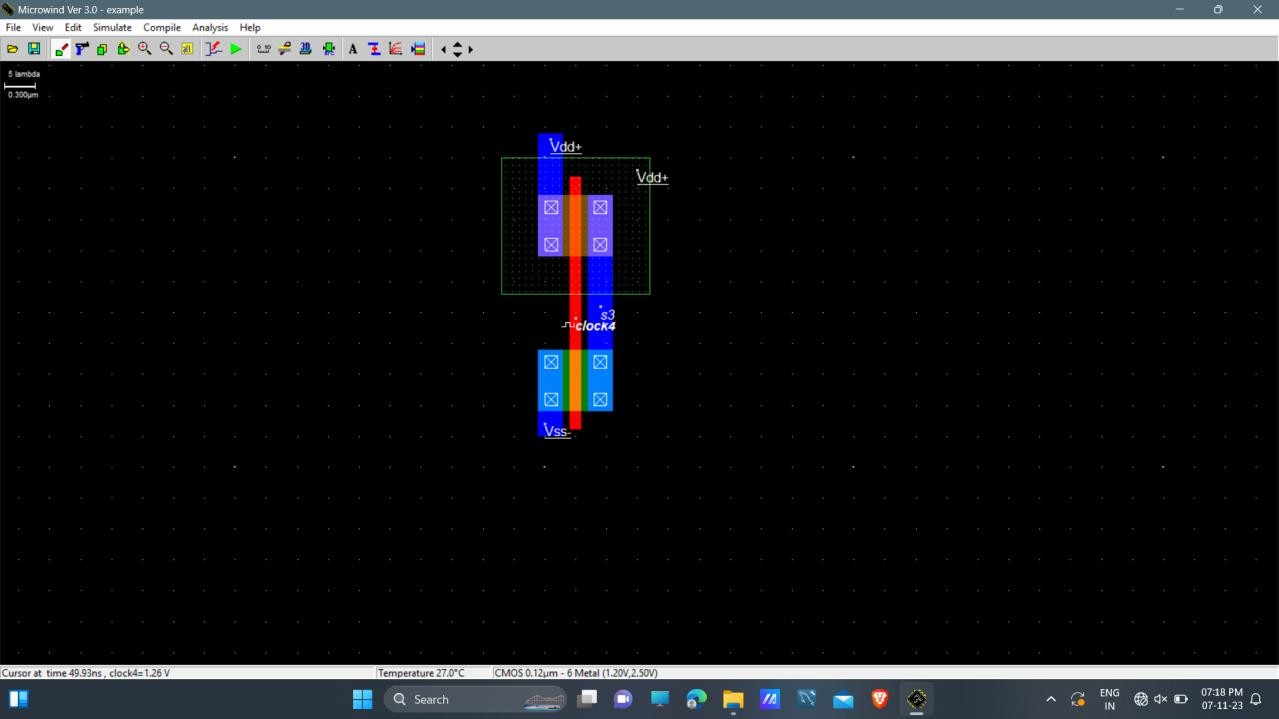 Microwind Ver 3.0 - example
File View Edit Simulate Compile Analysis Help
5 lambda
0.300µm
Vdd+
Vdd+
s3
clock4
Vss-
Cursor at time 49.93ns , clock4=1.26 V
Temperature 27.0°C
CMOS 0.12µm - 6 Metal (1.20V,2.50V)
Search
ENG
IN
07:18 PM
07-11-23